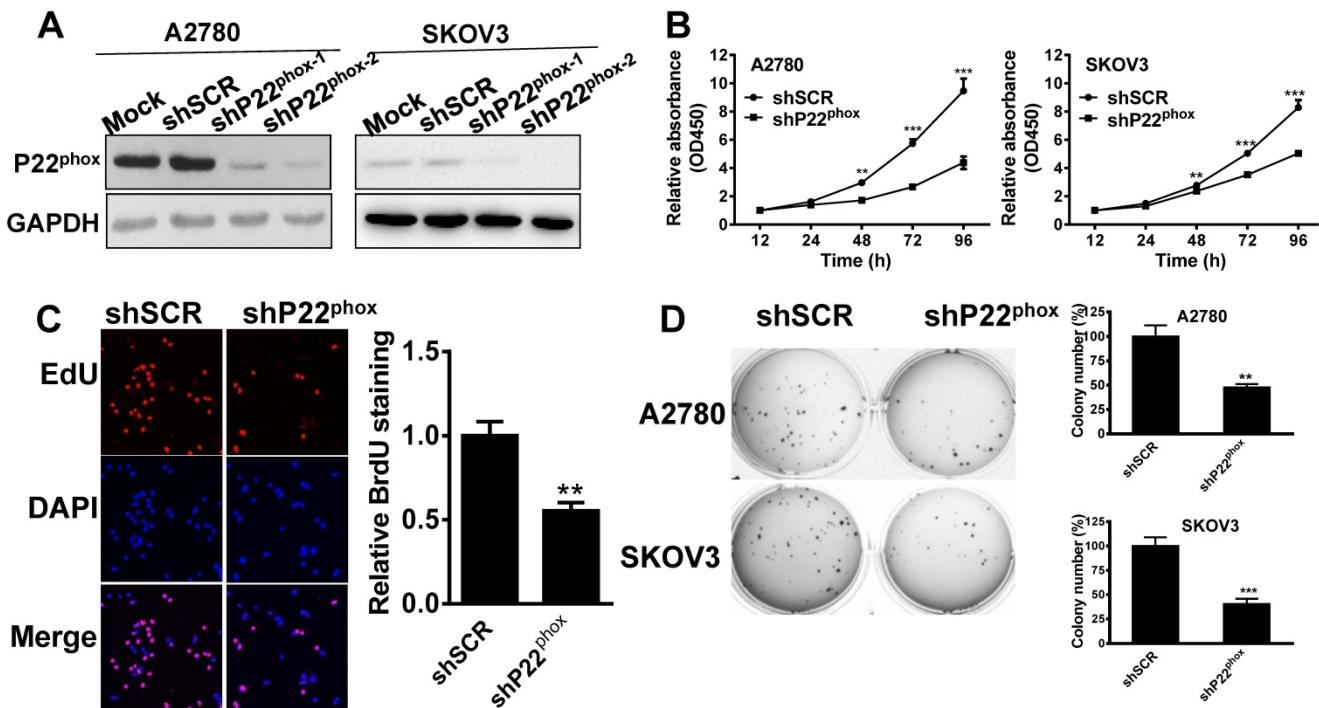 A
A2780
SKOV3
Mock
shSCR
shP22phox-1
shP22phox-2
Mock
shSCR
shP22phox-1
shP22phox-2
P22phox
GAPDH
B
Relative absorbance
(OD450)
12
10
8
6
4
2
0
A2780
shSCR
shP22phox
**
***
***
12 24 48 72 96
Time (h)
Relative absorbance
(OD450)
12
10
8
6
4
2
0
SKOV3
shSCR
shP22phox
**
***
***
12 24 48 72 96
Time (h)
C
shSCR shP22phox
EdU
DAPI
Merge
Relative BrdU staining
1.5
1.0
0.5
0.0
**
shSCR
shP22phox
D
shSCR shP22phox
A2780
SKOV3
Colony number (%)
125
100
75
50
25
0
A2780
**
shSCR
shP22phox
Colony number (%)
125
100
75
50
25
0
SKOV3
***
shSCR
shP22phox